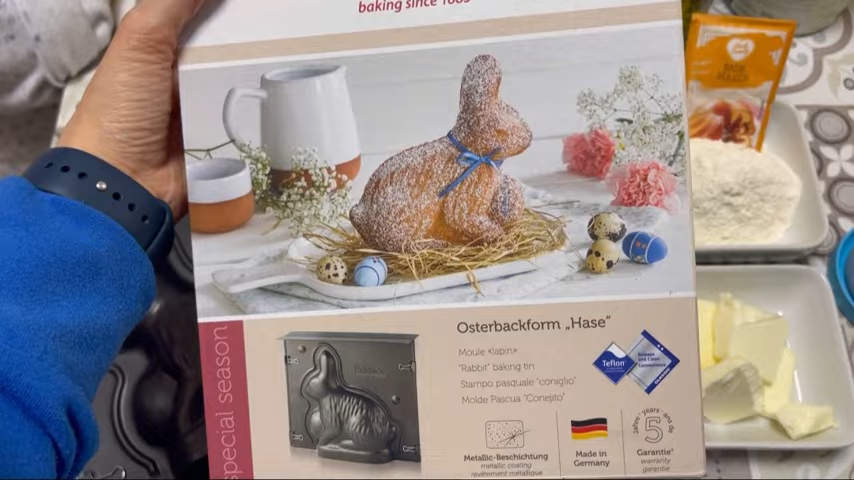 baking since
special season
Osterbackform „Hase“
Moule «lapin»
"Rabbit" baking tin
Stampo pasquale "coniglio"
Molde Pascua "Conejito"
Teflon
Metallic-Beschichtung
metallic coating
revêtement métallique
Made in
Germany
5
Garantie*
warranty
garantie